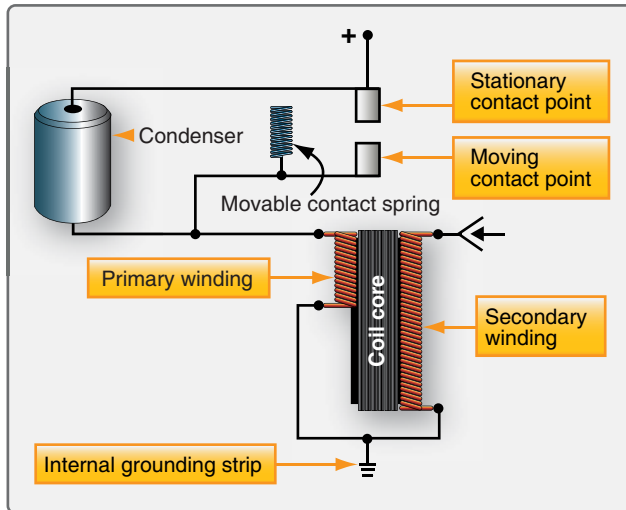 +
Stationary
contact point
Condenser
Moving
contact point
Movable contact spring
Primary winding
Coil core
Secondary
winding
Internal grounding strip